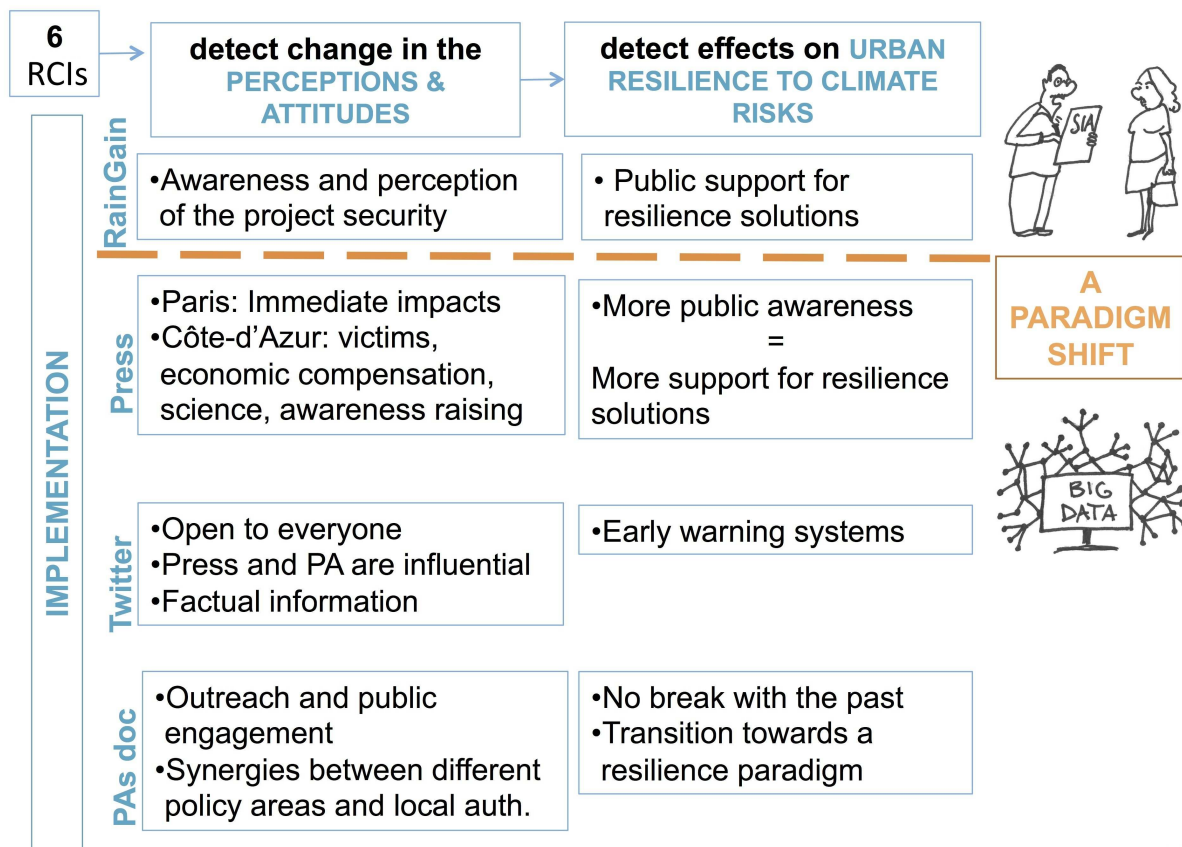 6
RCIs
detect change in the
PERCEPTIONS &
ATTITUDES
detect effects on URBAN
RESILIENCE TO CLIMATE
RISKS
SIA
IMPLEMENTATION
RainGain
•Awareness and perception
of the project security
• Public support for
resilience solutions
A
PARADIGM
SHIFT
Press
•Paris: Immediate impacts
•Côte-d’Azur: victims,
economic compensation,
science, awareness raising
•More public awareness
=
More support for resilience
solutions
BIG
DATA
Twitter
•Open to everyone
•Press and PA are influential
•Factual information
•Early warning systems
PAs doc
•Outreach and public
engagement
•Synergies between different
policy areas and local auth.
•No break with the past
•Transition towards a
resilience paradigm